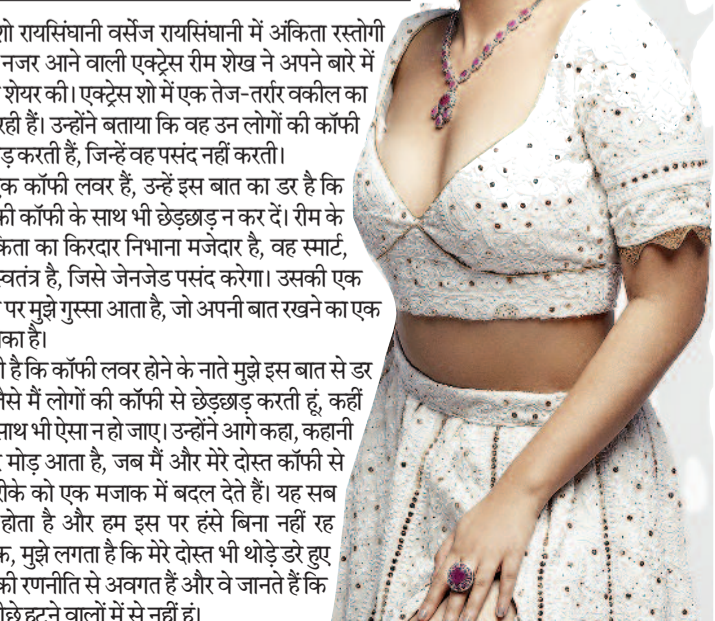 शो रायसिंघानी वर्सेज रायसिंघानी में अंकिता रस्तोगी
नजर आने वाली एक्ट्रेस रीम शेख ने अपने बारे में
शेयर की। एक्ट्रेस शो में एक तेज-तर्रार वकील का
रही हैं। उन्होंने बताया कि वह उन लोगों की कॉफी
ड़ करती हैं, जिन्हें वह पसंद नहीं करती।
क कॉफी लवर हैं, उन्हें इस बात का डर है कि
की कॉफी के साथ भी छेड़छाड़ न कर दें। रीम के
किता का किरदार निभाना मजेदार है, वह स्मार्ट,
स्वतंत्र है, जिसे जेनजेड पसंद करेगा। उसकी एक
पर मुझे गुस्सा आता है, जो अपनी बात रखने का एक
का है।
है कि कॉफी लवर होने के नाते मुझे इस बात से डर
जैसे मैं लोगों की कॉफी से छेड़छाड़ करती हूं, कहीं
साथ भी ऐसा न हो जाए। उन्होंने आगे कहा, कहानी
मोड़ आता है, जब मैं और मेरे दोस्त कॉफी से
रीके को एक मजाक में बदल देते हैं। यह सब
होता है और हम इस पर हंसे बिना नहीं रह
क, मुझे लगता है कि मेरे दोस्त भी थोड़े डरे हुए
की रणनीति से अवगत हैं और वे जानते हैं कि
पीछे हटने वालों में से नहीं हूं।